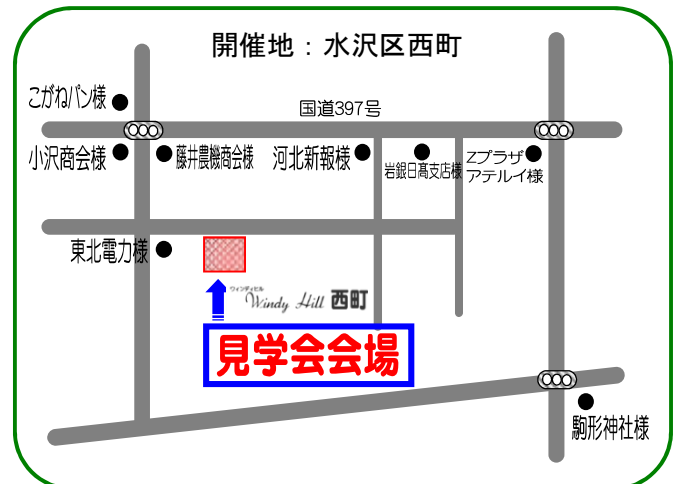 開催地：水沢区西町
こがねパン様
国道397号
小沢商会様
藤井農機商会様
河北新報様
岩銀日髙支店様
Zプラザ
アテルイ様
東北電力様
ウィンディヒル
Windy Hill 西町
見学会会場
駒形神社様